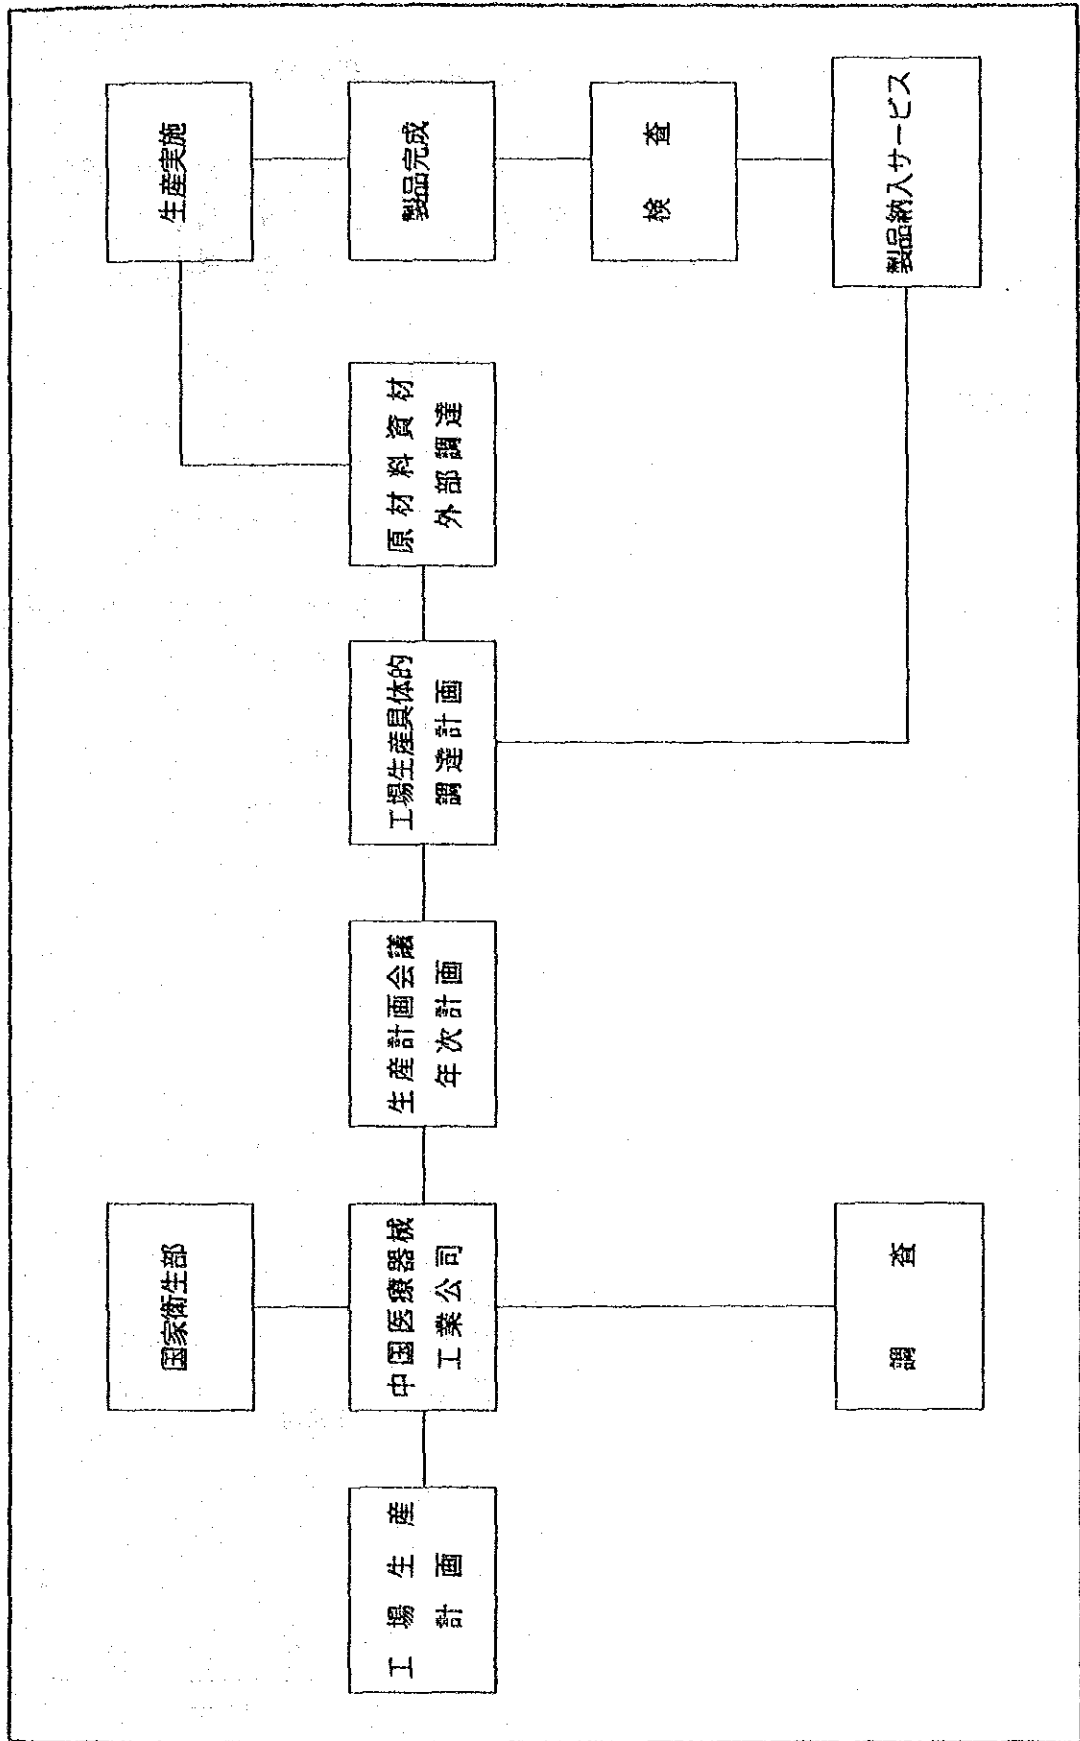 国家衛生部
生産実施
工場生産
計画
中国医療器械
工業公司
生産計画会議
年次計画
工場生産具体的
調達計画
原材料資材
外部調達
製品完成
検査
調査
製品納入サービス